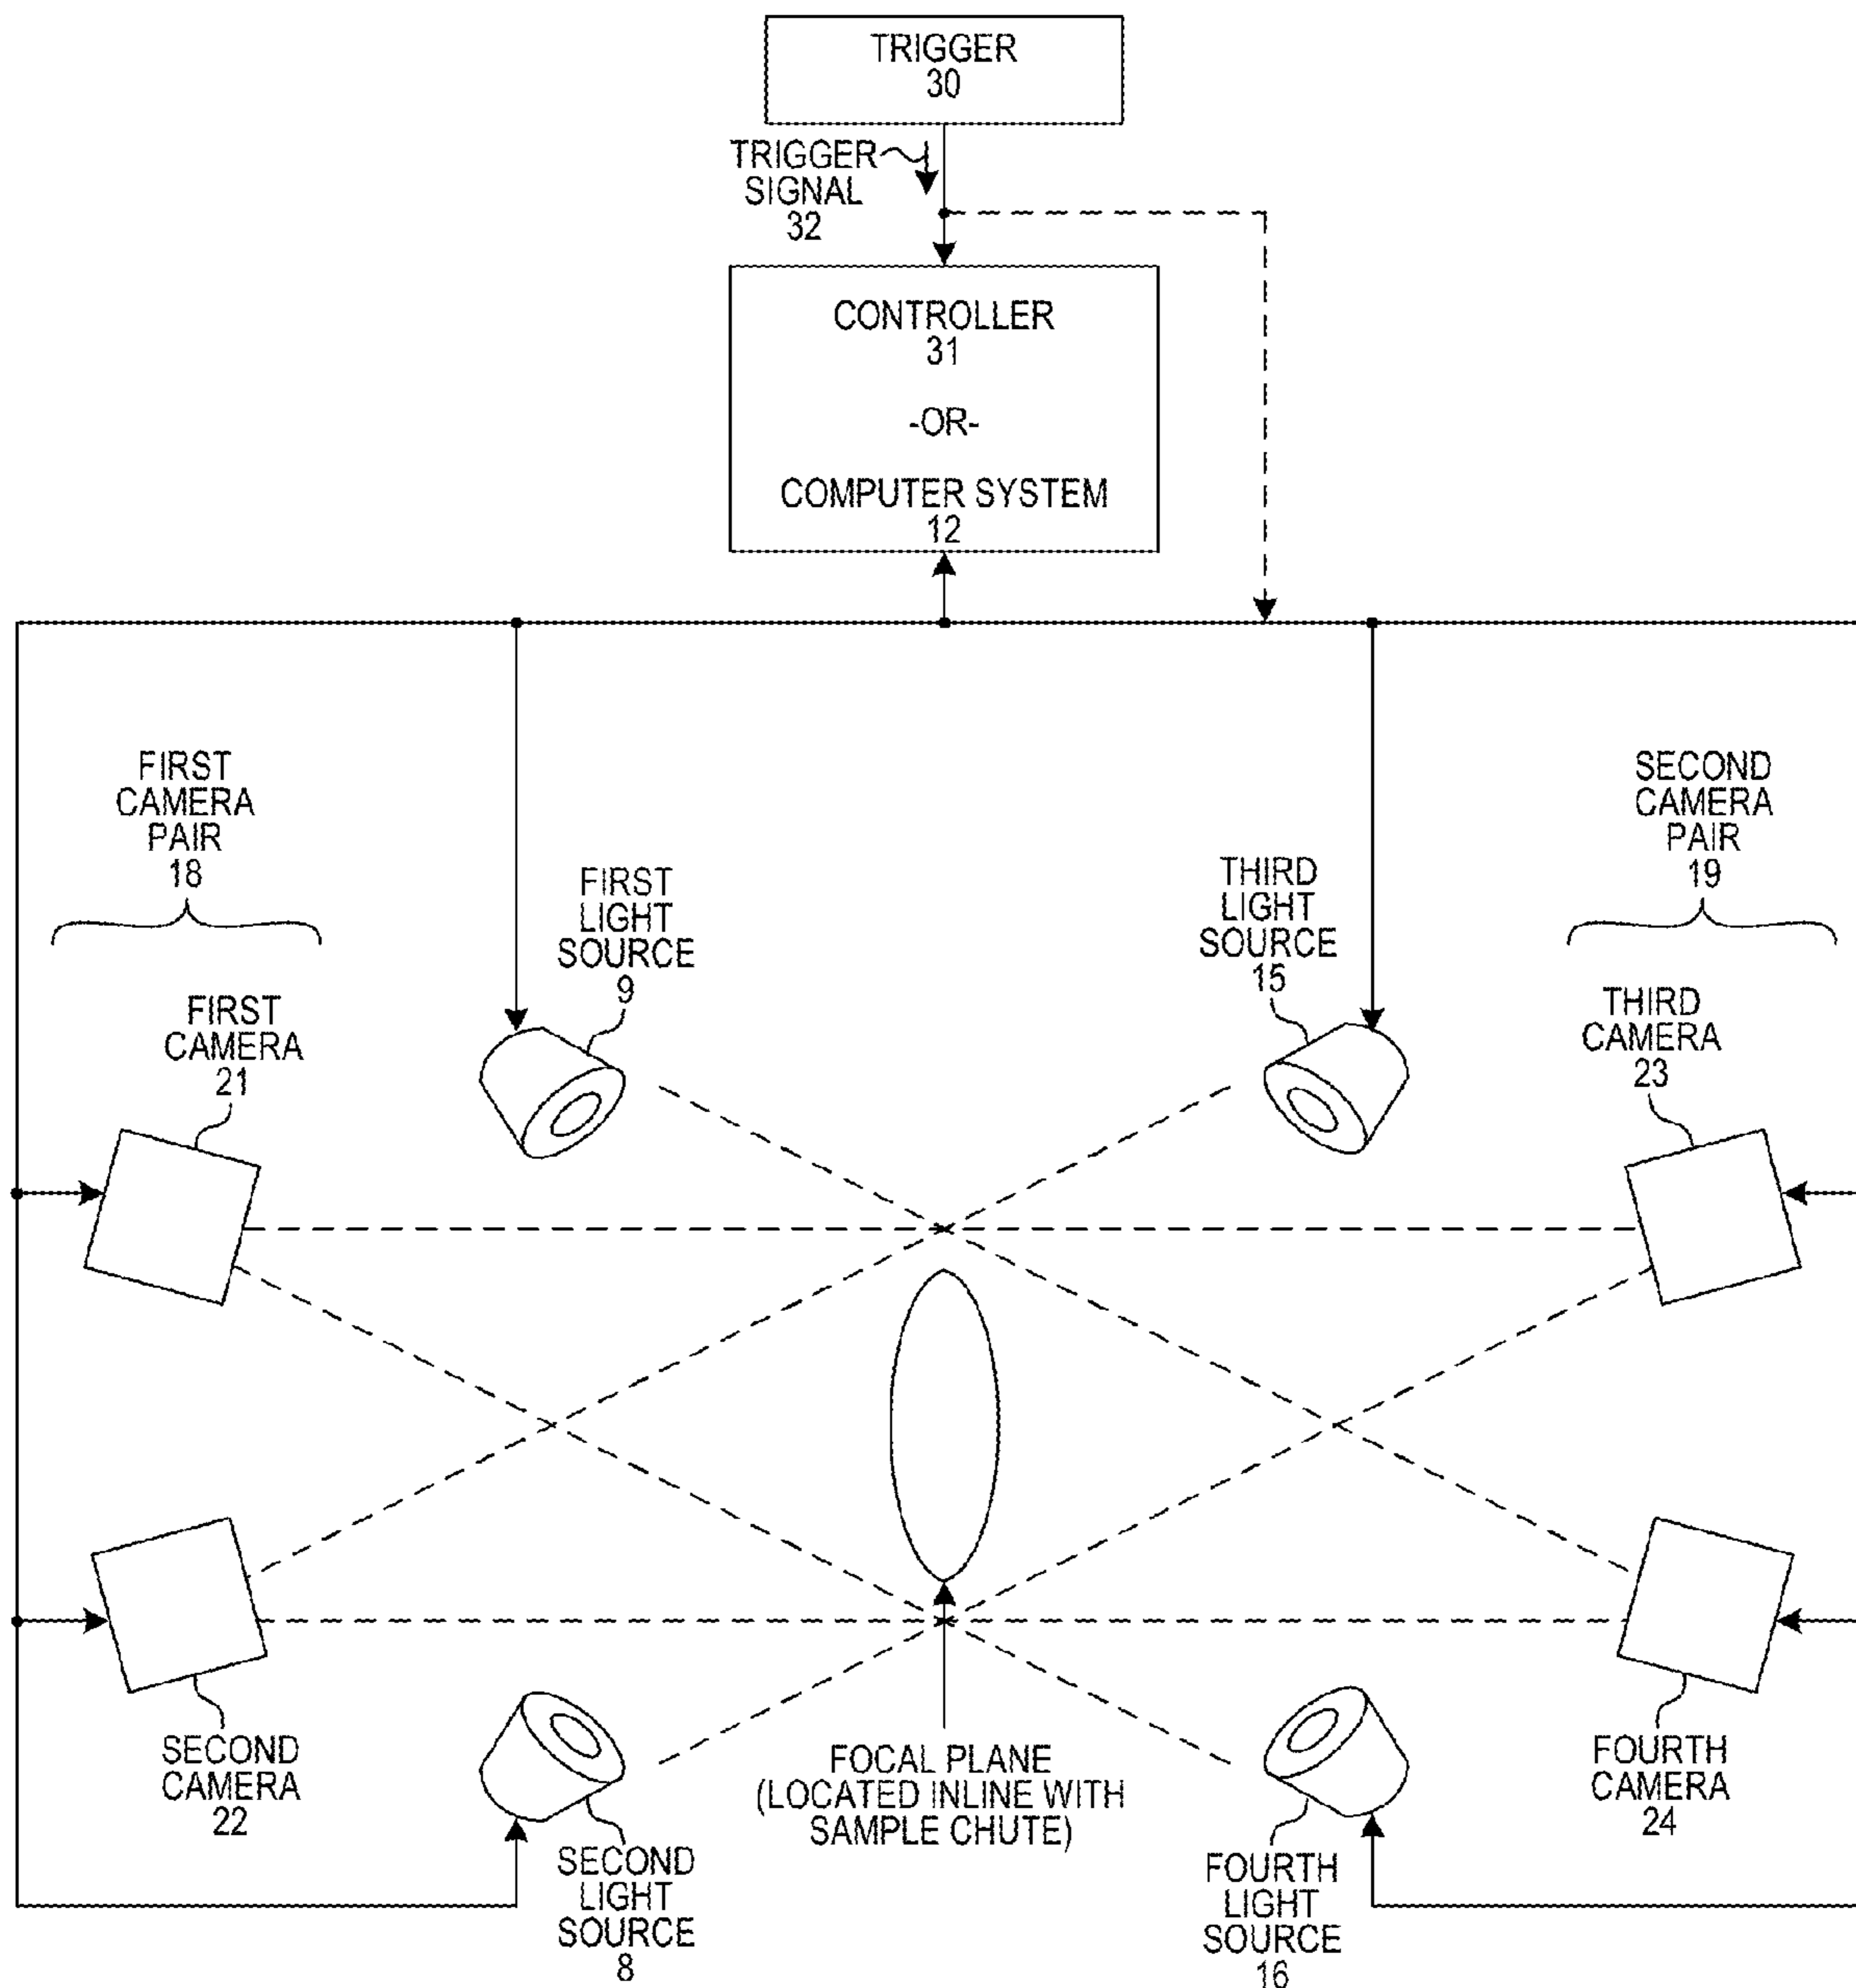 TRIGGER
30
TRIGGER
SIGNAL
32
CONTROLLER
31
-OR-
COMPUTER SYSTEM
12
FIRST
CAMERA
PAIR
18
SECOND
CAMERA
PAIR
19
FIRST
LIGHT
SOURCE
9
THIRD
LIGHT
SOURCE
15
FIRST
CAMERA
21
THIRD
CAMERA
23
SECOND
CAMERA
22
FOCAL PLANE
(LOCATED INLINE WITH
SAMPLE CHUTE)
FOURTH
CAMERA
24
SECOND
LIGHT
SOURCE
8
FOURTH
LIGHT
SOURCE
16